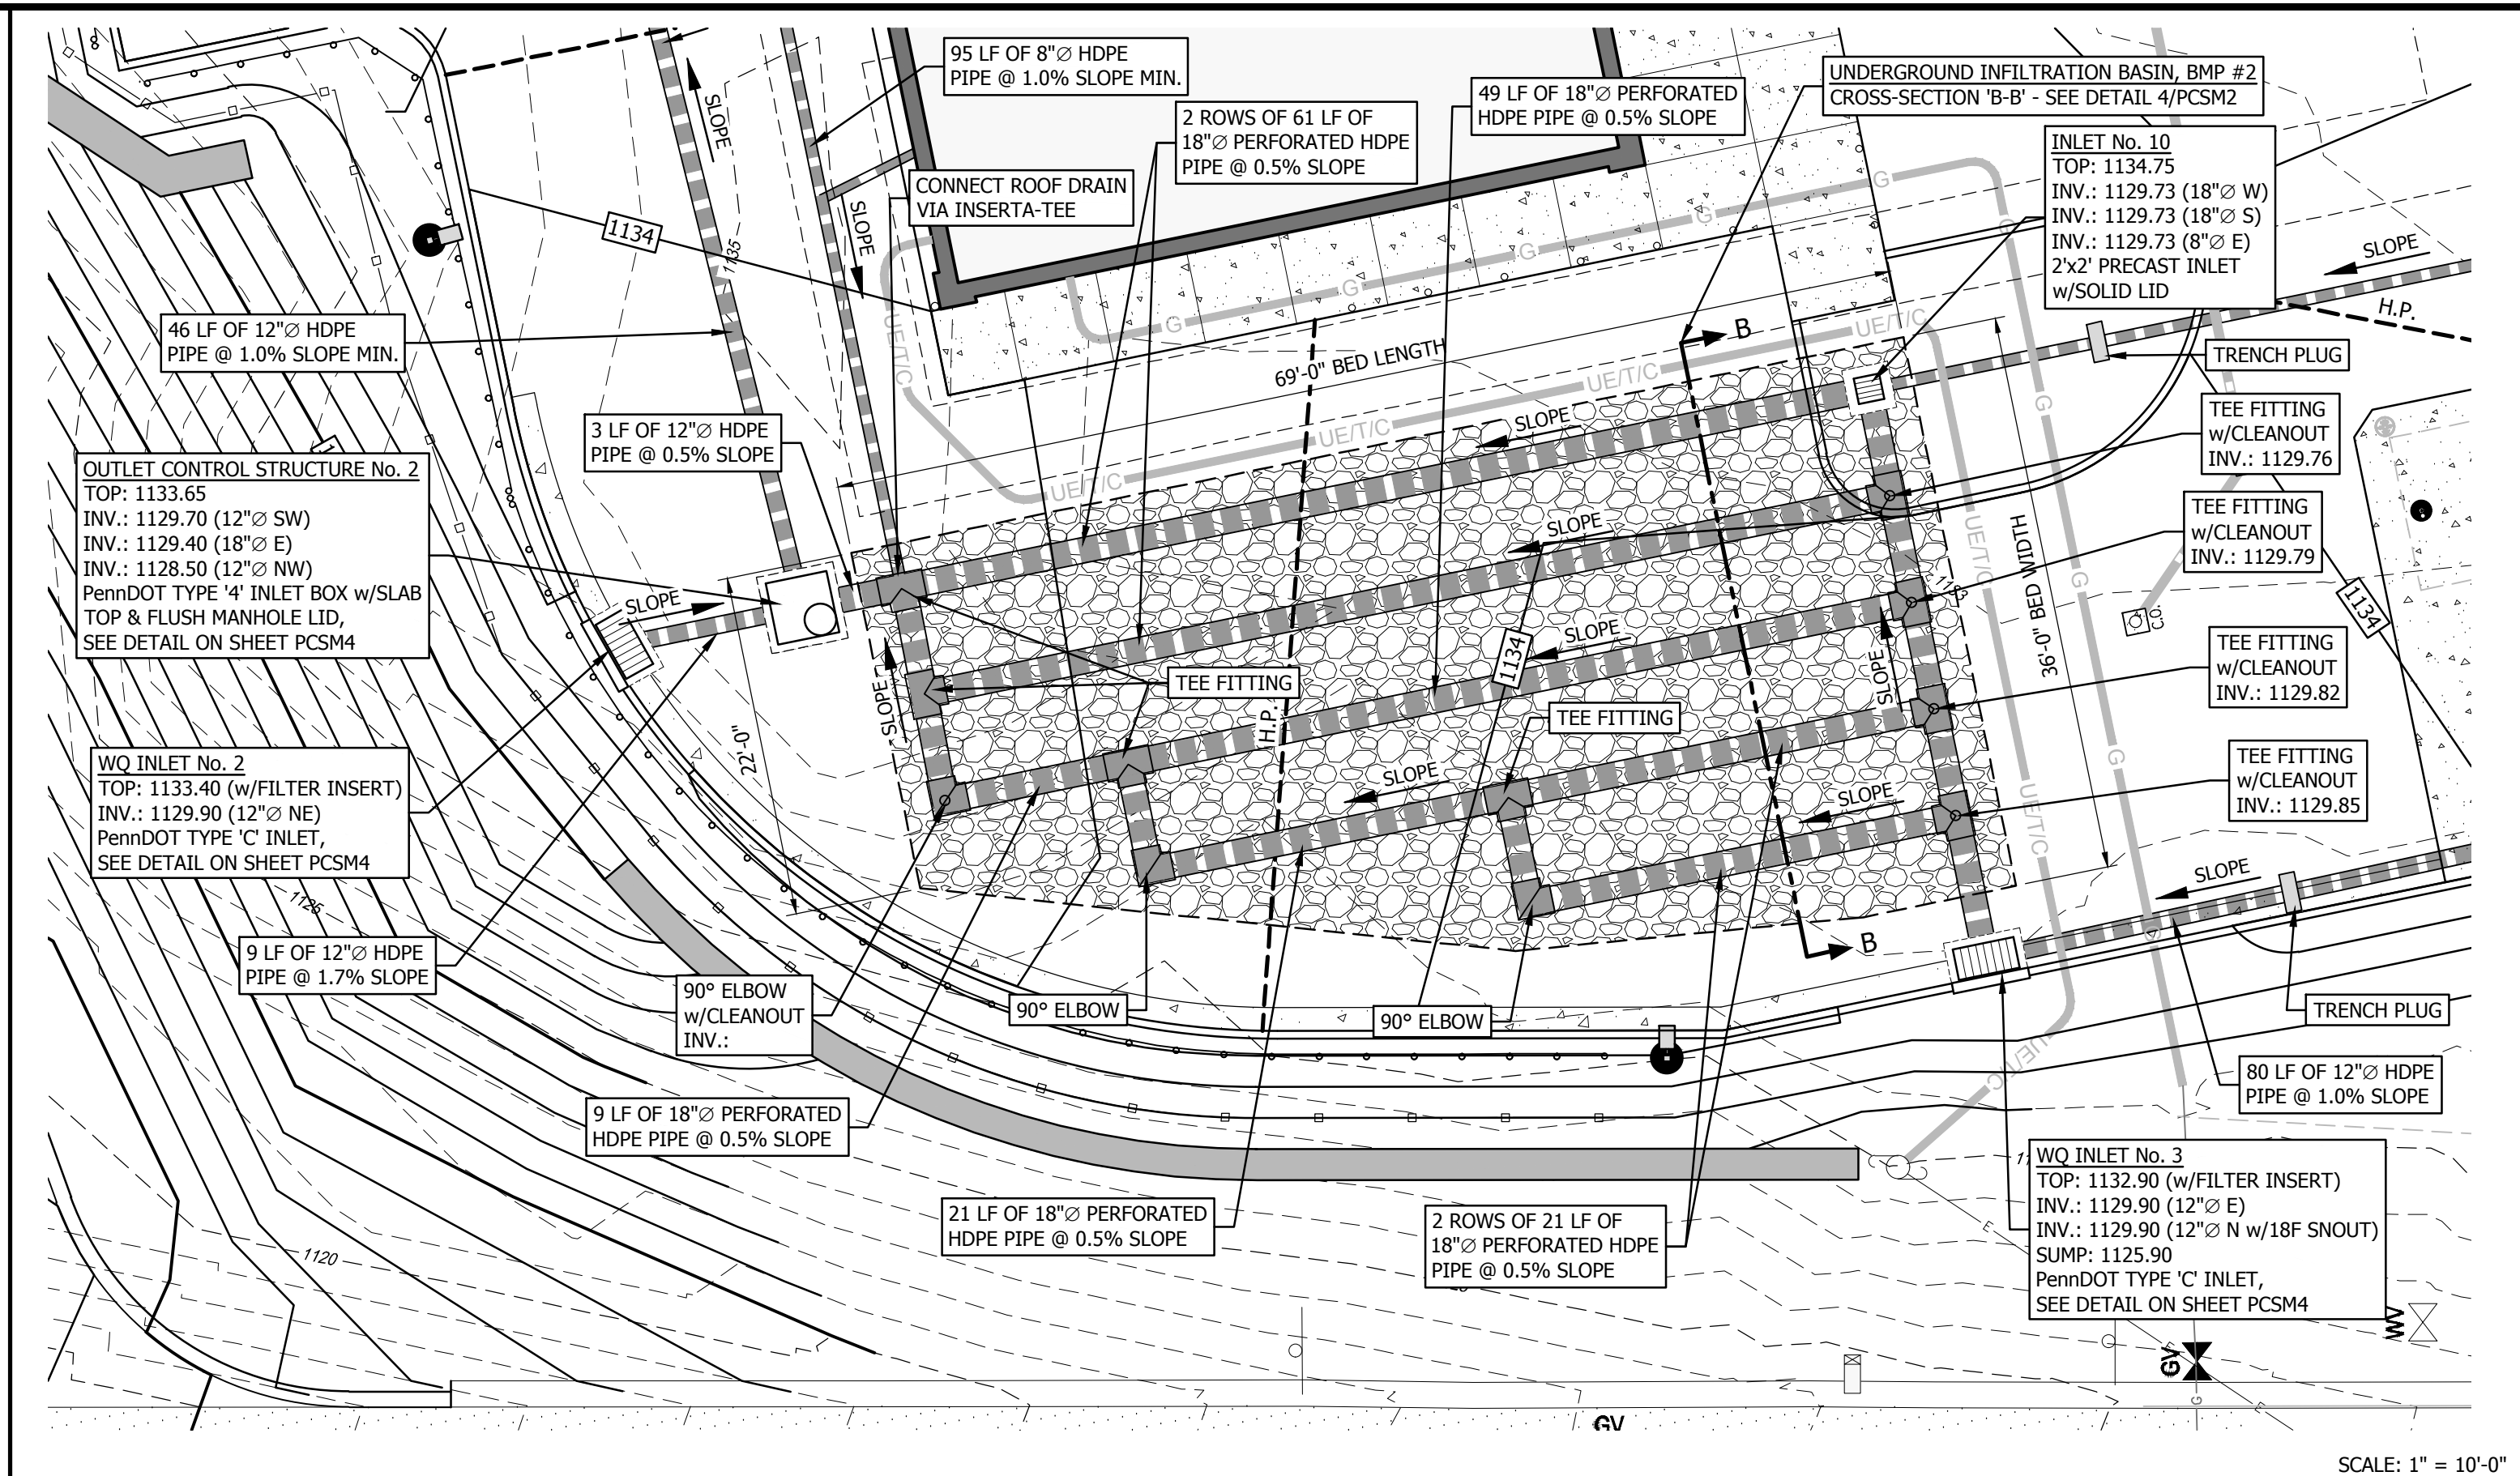 95 LF OF 8"∅ HDPE
PIPE @ 1.0% SLOPE MIN.
2 ROWS OF 61 LF OF
18"∅ PERFORATED HDPE
PIPE @ 0.5% SLOPE
49 LF OF 18"∅ PERFORATED
HDPE PIPE @ 0.5% SLOPE
UNDERGROUND INFILTRATION BASIN, BMP #2
CROSS-SECTION 'B-B' - SEE DETAIL 4/PCSM2
INLET No. 10
TOP: 1134.75
INV.: 1129.73 (18"∅ W)
INV.: 1129.73 (18"∅ S)
INV.: 1129.73 (8"∅ E)
2'x2' PRECAST INLET
w/SOLID LID
CONNECT ROOF DRAIN
VIA INSERTA-TEE
SLOPE
SLOPE
SLOPE
1134
1135
H.P.
G
G
G
G
G
G
46 LF OF 12"∅ HDPE
PIPE @ 1.0% SLOPE MIN.
UE/T/C
UE/T/C
UE/T/C
UE/T/C
UE/T/C
B
69'-0" BED LENGTH
TRENCH PLUG
3 LF OF 12"∅ HDPE
PIPE @ 0.5% SLOPE
SLOPE
G
TEE FITTING
w/CLEANOUT
INV.: 1129.76
OUTLET CONTROL STRUCTURE No. 2
TOP: 1133.65
INV.: 1129.70 (12"∅ SW)
INV.: 1129.40 (18"∅ E)
INV.: 1128.50 (12"∅ NW)
PennDOT TYPE '4' INLET BOX w/SLAB
TOP & FLUSH MANHOLE LID,
SEE DETAIL ON SHEET PCSM4
SLOPE
UE/T/C
TEE FITTING
w/CLEANOUT
INV.: 1129.79
36'-0" BED WIDTH
G
1133
SLOPE
SLOPE
1134
1134
CO
TEE FITTING
w/CLEANOUT
INV.: 1129.82
TEE FITTING
SLOPE
SLOPE
TEE FITTING
H.P.
22'-0"
G
WQ INLET No. 2
TOP: 1133.40 (w/FILTER INSERT)
INV.: 1129.90 (12"∅ NE)
PennDOT TYPE 'C' INLET,
SEE DETAIL ON SHEET PCSM4
SLOPE
SLOPE
UE/T/C
TEE FITTING
w/CLEANOUT
INV.: 1129.85
SLOPE
1125
G
B
9 LF OF 12"∅ HDPE
PIPE @ 1.7% SLOPE
90° ELBOW
w/CLEANOUT
INV.:
90° ELBOW
90° ELBOW
TRENCH PLUG
UE/T/C
80 LF OF 12"∅ HDPE
PIPE @ 1.0% SLOPE
9 LF OF 18"∅ PERFORATED
HDPE PIPE @ 0.5% SLOPE
21 LF OF 18"∅ PERFORATED
HDPE PIPE @ 0.5% SLOPE
2 ROWS OF 21 LF OF
18"∅ PERFORATED HDPE
PIPE @ 0.5% SLOPE
WQ INLET No. 3
TOP: 1132.90 (w/FILTER INSERT)
INV.: 1129.90 (12"∅ E)
INV.: 1129.90 (12"∅ N w/18F SNOUT)
SUMP: 1125.90
PennDOT TYPE 'C' INLET,
SEE DETAIL ON SHEET PCSM4
1120
E
E
E
W
GV
G
GV
SCALE: 1" = 10'-0"